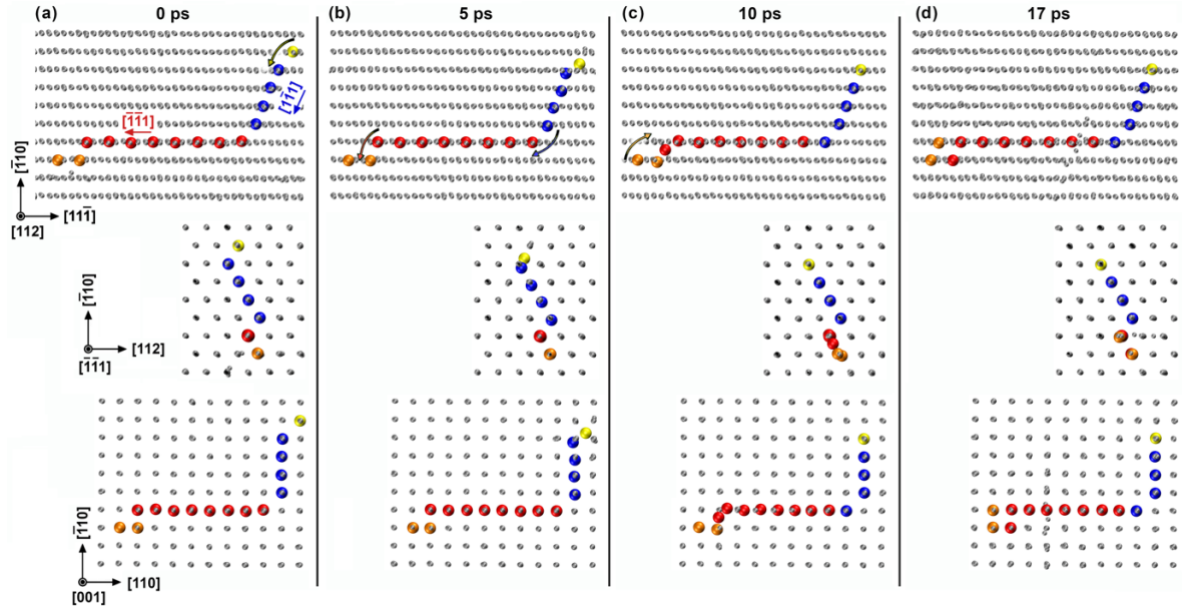 (a) 0 ps
(b) 5 ps
(c) 10 ps
(d) 17 ps
[11̄1]
[1̄1̄1]
[1̄10]
[111̄]
[112]
[1̄10]
[112]
[1̄1̄1]
[1̄10]
[110]
[001]